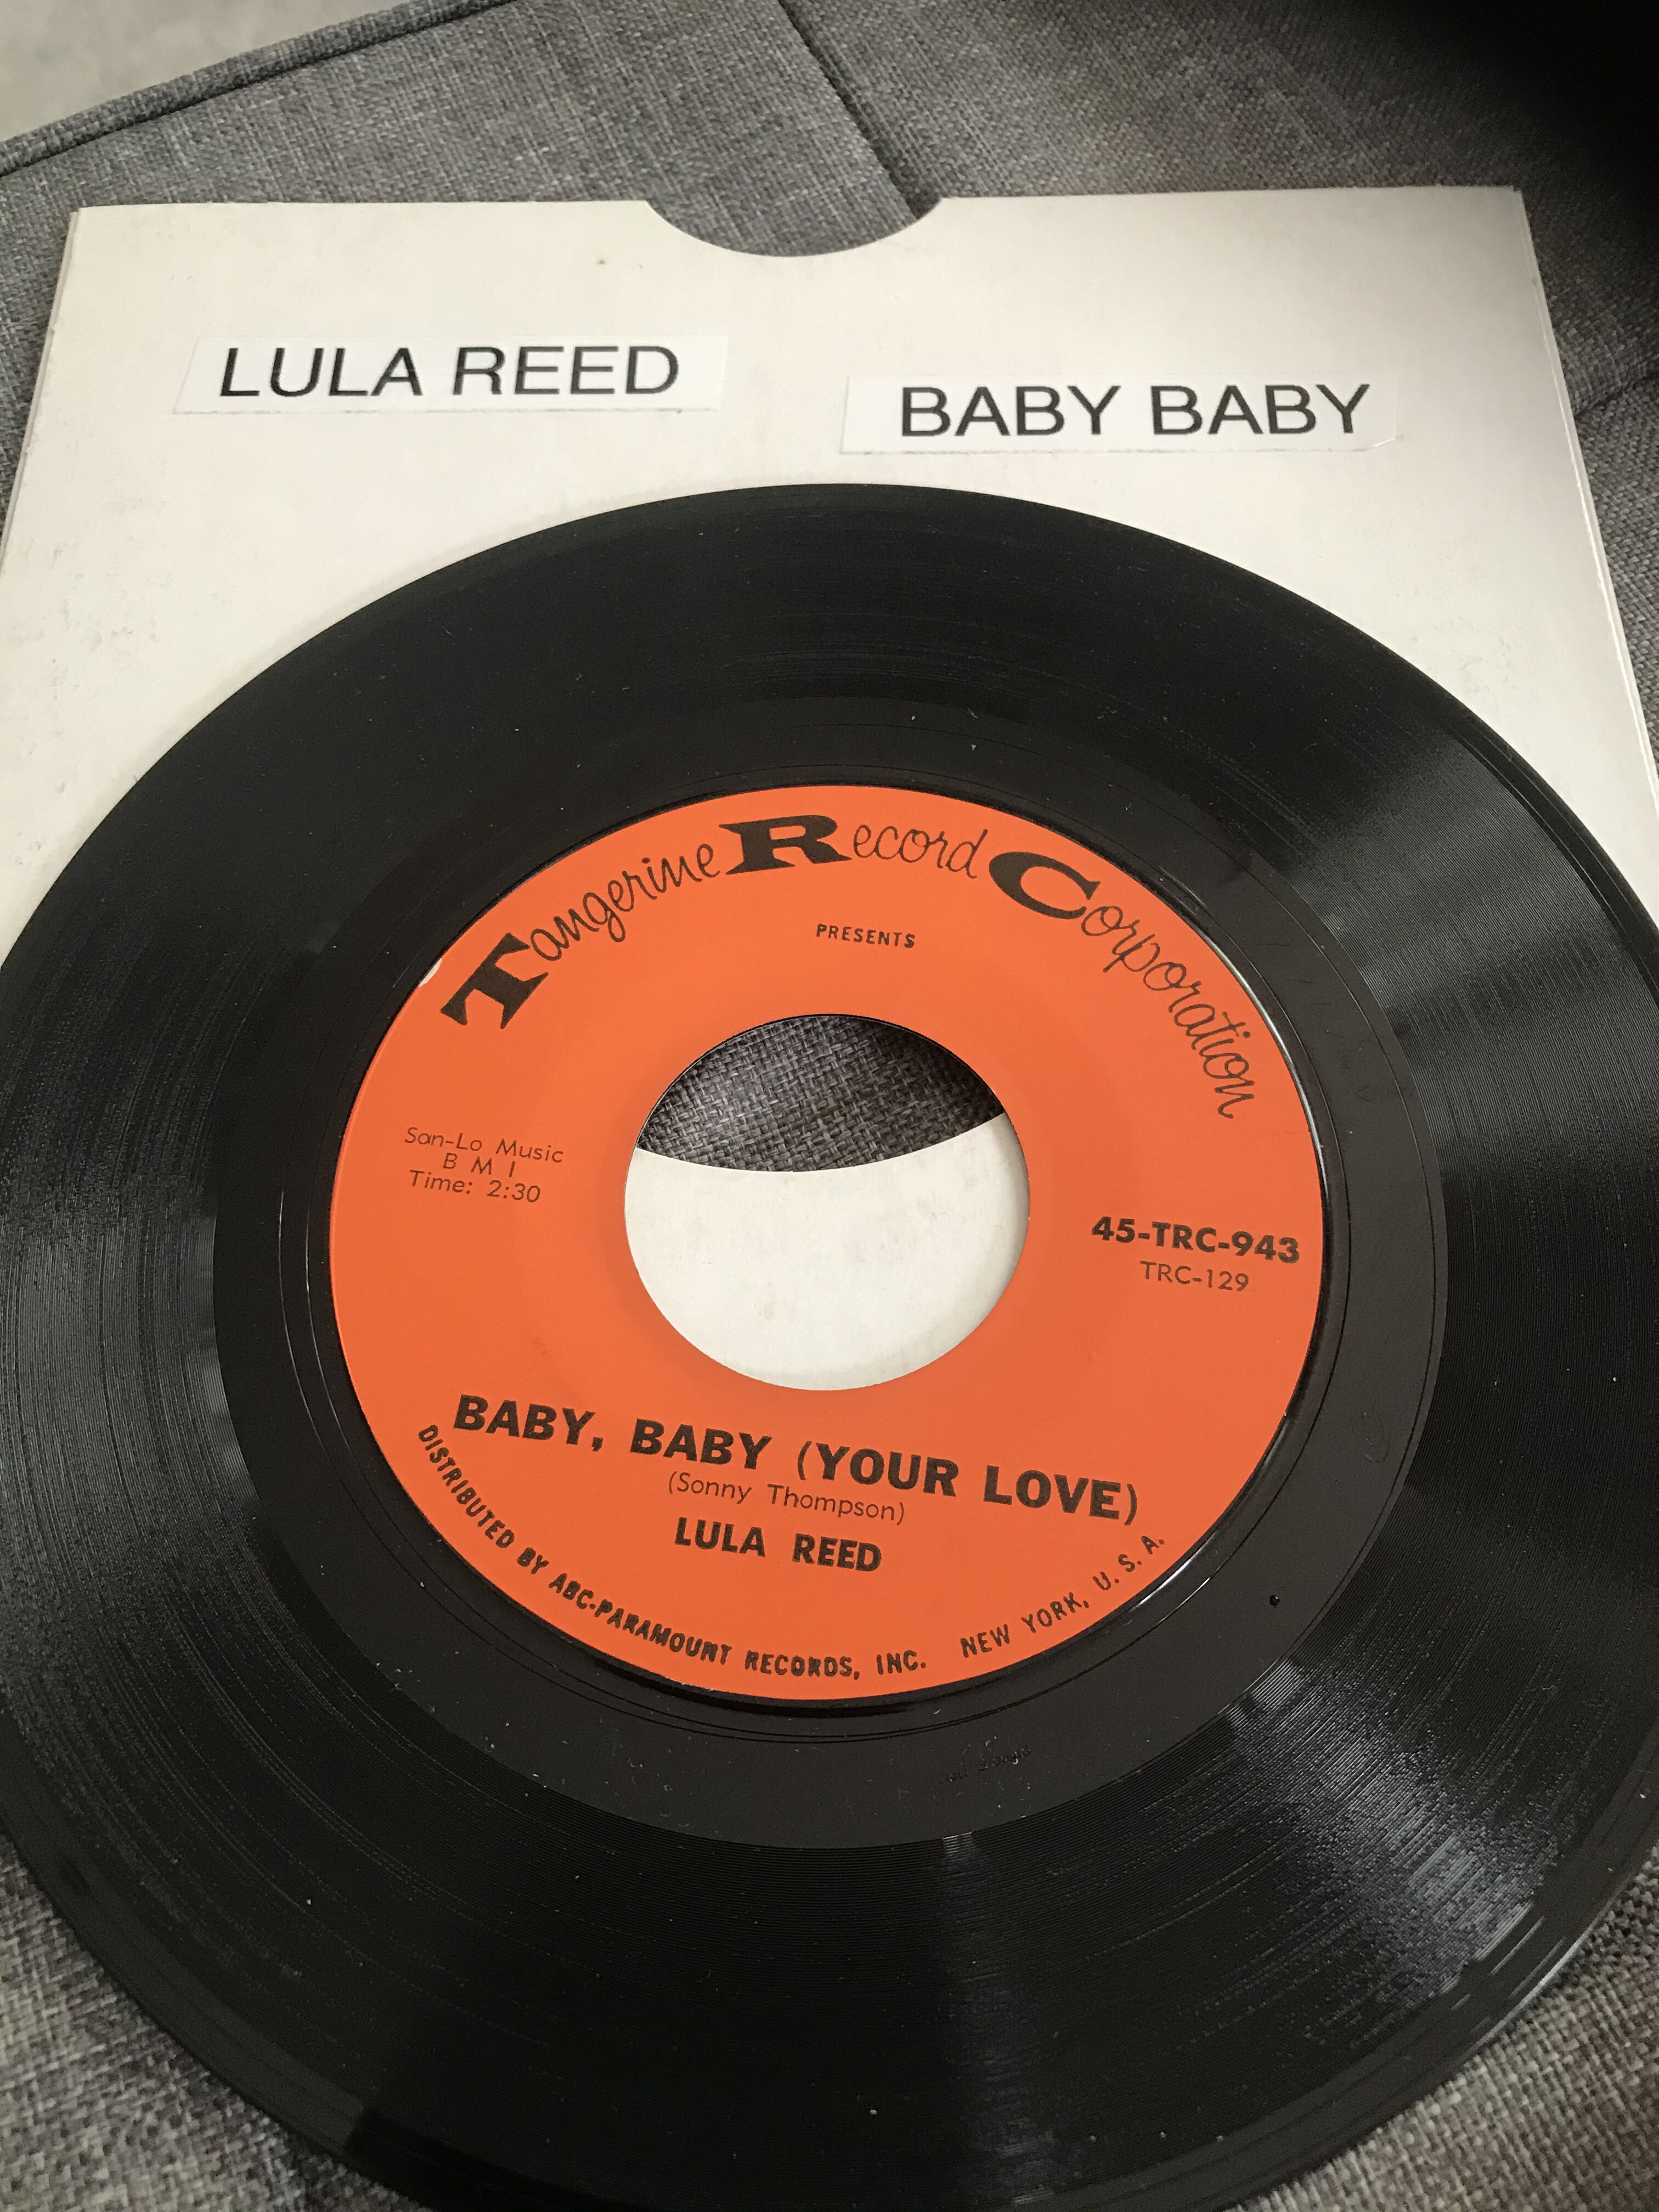 LULA REED
BABY BABY
Tangerine Record Corporation
PRESENTS
San-Lo Music
B M I
Time: 2:30
45-TRC-943
TRC-129
BABY, BABY (YOUR LOVE)
(Sonny Thompson)
LULA REED
DISTRIBUTED BY ABC-PARAMOUNT RECORDS, INC. NEW YORK, U. S. A.